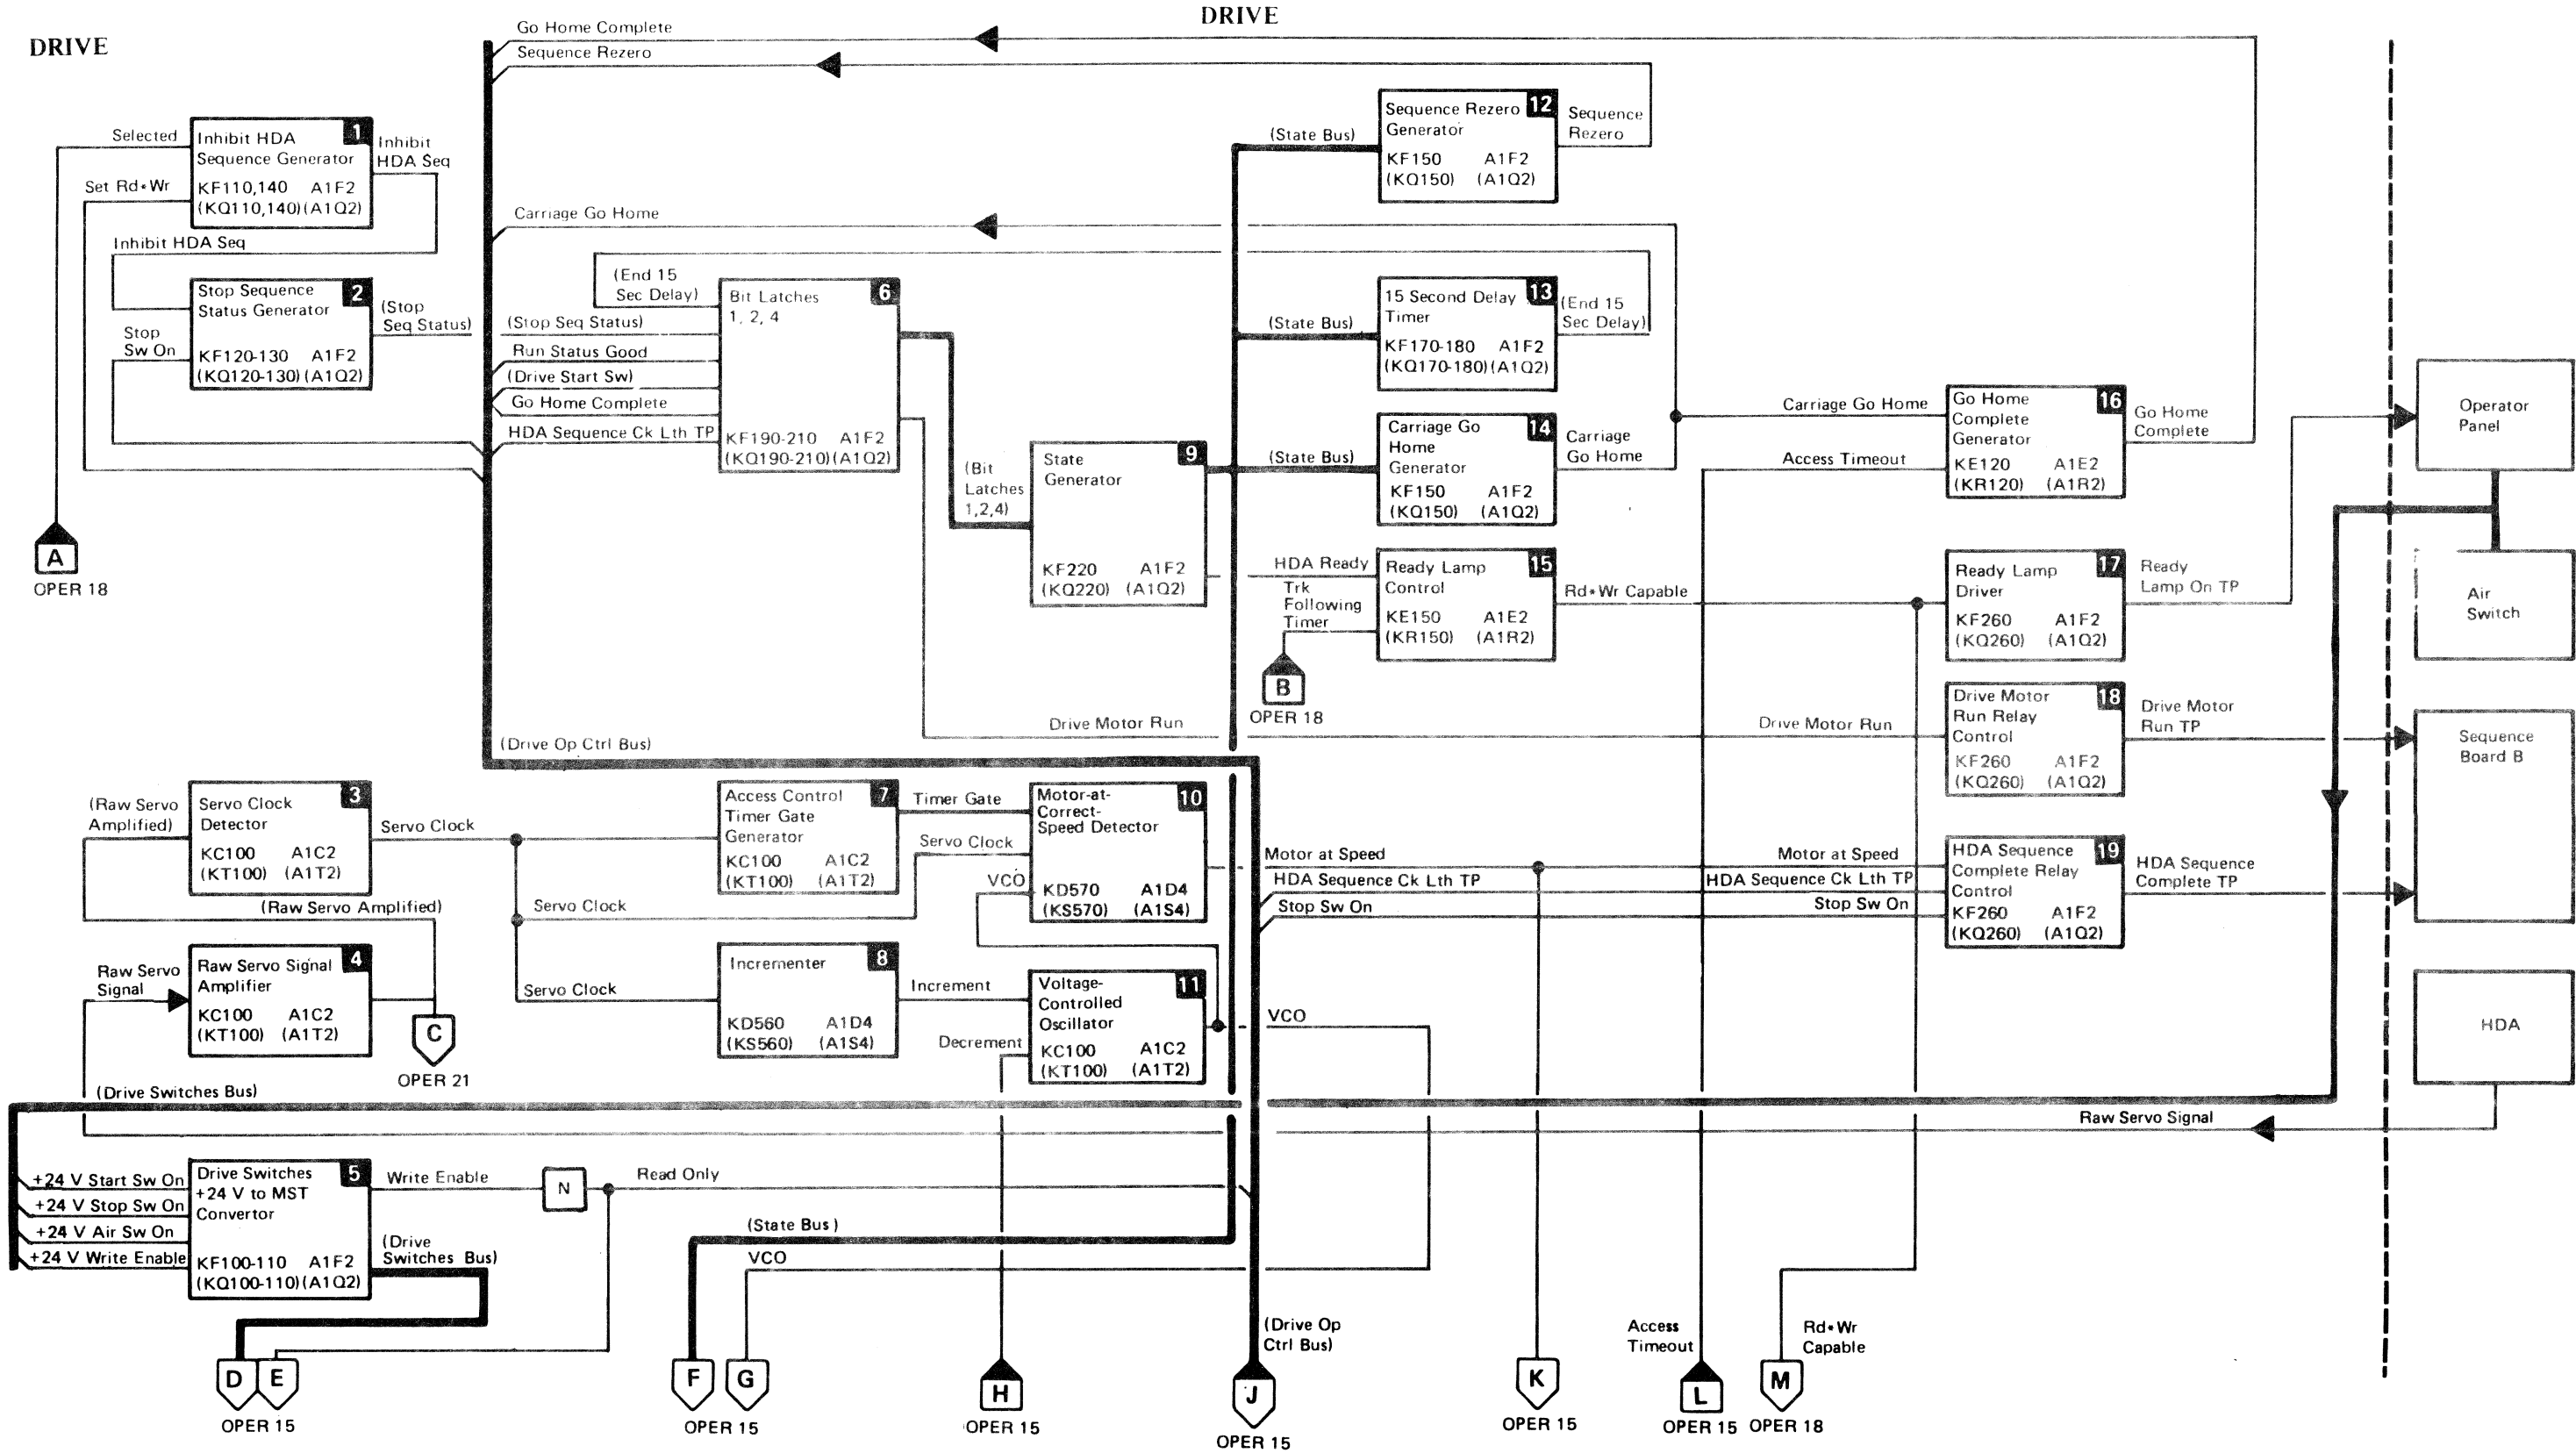 DRIVE
DRIVE
Go Home Complete
Sequence Rezero
Selected
Set Rd•Wr
1
Inhibit HDA
Sequence Generator
KF110,140 A1F2
(KQ110,140)(A1Q2)
Inhibit
HDA Seq
Inhibit HDA Seq
2
Stop Sequence
Status Generator
KF120-130 A1F2
(KQ120-130)(A1Q2)
Stop
Sw On
(Stop
Seq Status)
A
OPER 18
Carriage Go Home
(End 15
Sec Delay)
(Stop Seq Status)
Run Status Good
(Drive Start Sw)
Go Home Complete
HDA Sequence Ck Lth TP
6
Bit Latches
1, 2, 4
KF190-210 A1F2
(KQ190-210)(A1Q2)
(Bit
Latches
1,2,4)
9
State
Generator
KF220 A1F2
(KQ220) (A1Q2)
(State Bus)
12
Sequence Rezero
Generator
KF150 A1F2
(KQ150) (A1Q2)
Sequence
Rezero
(State Bus)
13
15 Second Delay
Timer
KF170-180 A1F2
(KQ170-180)(A1Q2)
(End 15
Sec Delay)
(State Bus)
14
Carriage Go
Home
Generator
KF150 A1F2
(KQ150) (A1Q2)
Carriage
Go Home
HDA Ready
Trk
Following
Timer
B
OPER 18
15
Ready Lamp
Control
KE150 A1E2
(KR150) (A1R2)
Rd•Wr Capable
Carriage Go Home
Access Timeout
16
Go Home
Complete
Generator
KE120 A1E2
(KR120) (A1R2)
Go Home
Complete
17
Ready Lamp
Driver
KF260 A1F2
(KQ260) (A1Q2)
Ready
Lamp On TP
Operator
Panel
Air
Switch
Drive Motor Run
Drive Motor Run
18
Drive Motor
Run Relay
Control
KF260 A1F2
(KQ260) (A1Q2)
Drive Motor
Run TP
Sequence
Board B
(Drive Op Ctrl Bus)
(Raw Servo
Amplified)
3
Servo Clock
Detector
KC100 A1C2
(KT100) (A1T2)
Servo Clock
(Raw Servo Amplified)
7
Access Control
Timer Gate
Generator
KC100 A1C2
(KT100) (A1T2)
Timer Gate
Servo Clock
VCO
Servo Clock
10
Motor-at-
Correct-
Speed Detector
KD570 A1D4
(KS570) (A1S4)
Motor at Speed
HDA Sequence Ck Lth TP
Stop Sw On
Motor at Speed
HDA Sequence Ck Lth TP
Stop Sw On
19
HDA Sequence
Complete Relay
Control
KF260 A1F2
(KQ260) (A1Q2)
HDA Sequence
Complete TP
Raw Servo
Signal
4
Raw Servo Signal
Amplifier
KC100 A1C2
(KT100) (A1T2)
C
OPER 21
Servo Clock
8
Incrementer
KD560 A1D4
(KS560) (A1S4)
Increment
Decrement
11
Voltage-
Controlled
Oscillator
KC100 A1C2
(KT100) (A1T2)
VCO
HDA
(Drive Switches Bus)
Raw Servo Signal
+24 V Start Sw On
+24 V Stop Sw On
+24 V Air Sw On
+24 V Write Enable
5
Drive Switches
+24 V to MST
Convertor
KF100-110 A1F2
(KQ100-110)(A1Q2)
Write Enable
N
Read Only
(Drive
Switches Bus)
(State Bus)
VCO
(Drive Op
Ctrl Bus)
Access
Timeout
Rd•Wr
Capable
D
E
OPER 15
F
G
OPER 15
H
OPER 15
J
OPER 15
K
OPER 15
L
OPER 15
M
OPER 18